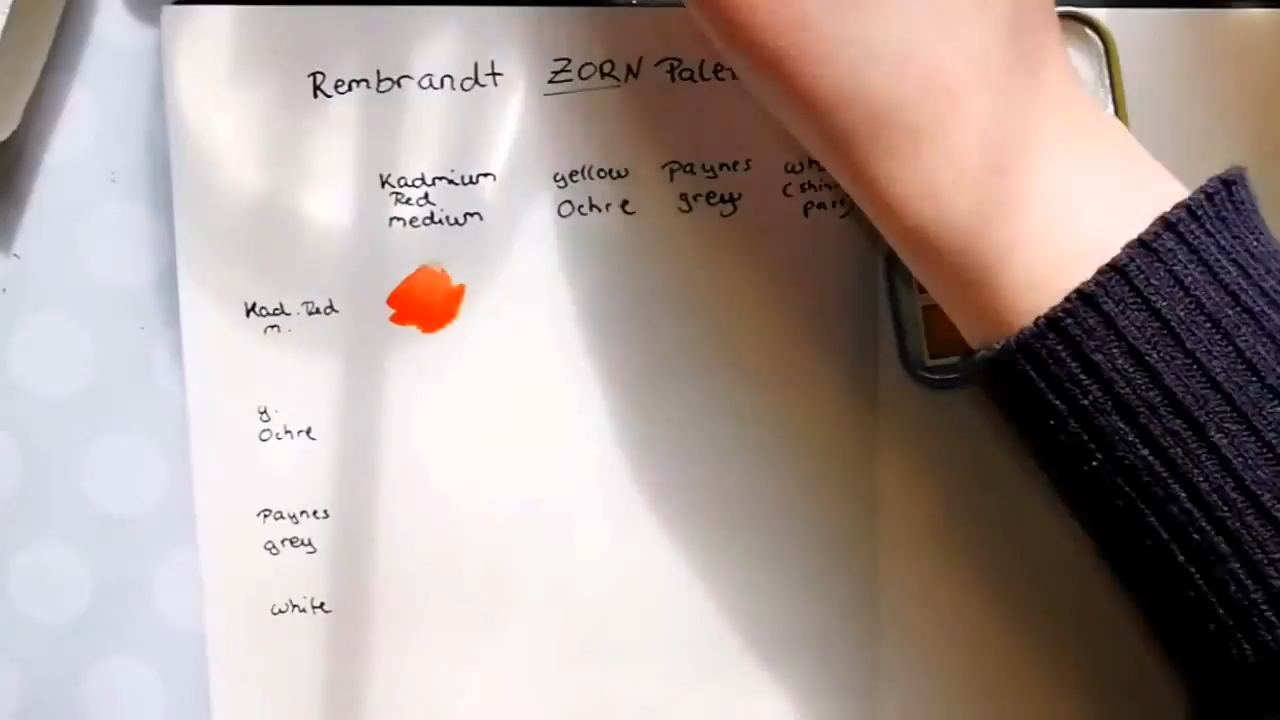 Rembrandt ZORN
Kadmium yellow Paynes
Red Ochre grey
medium
Kad. Red
m.
y.
Ochre
Paynes
grey
white